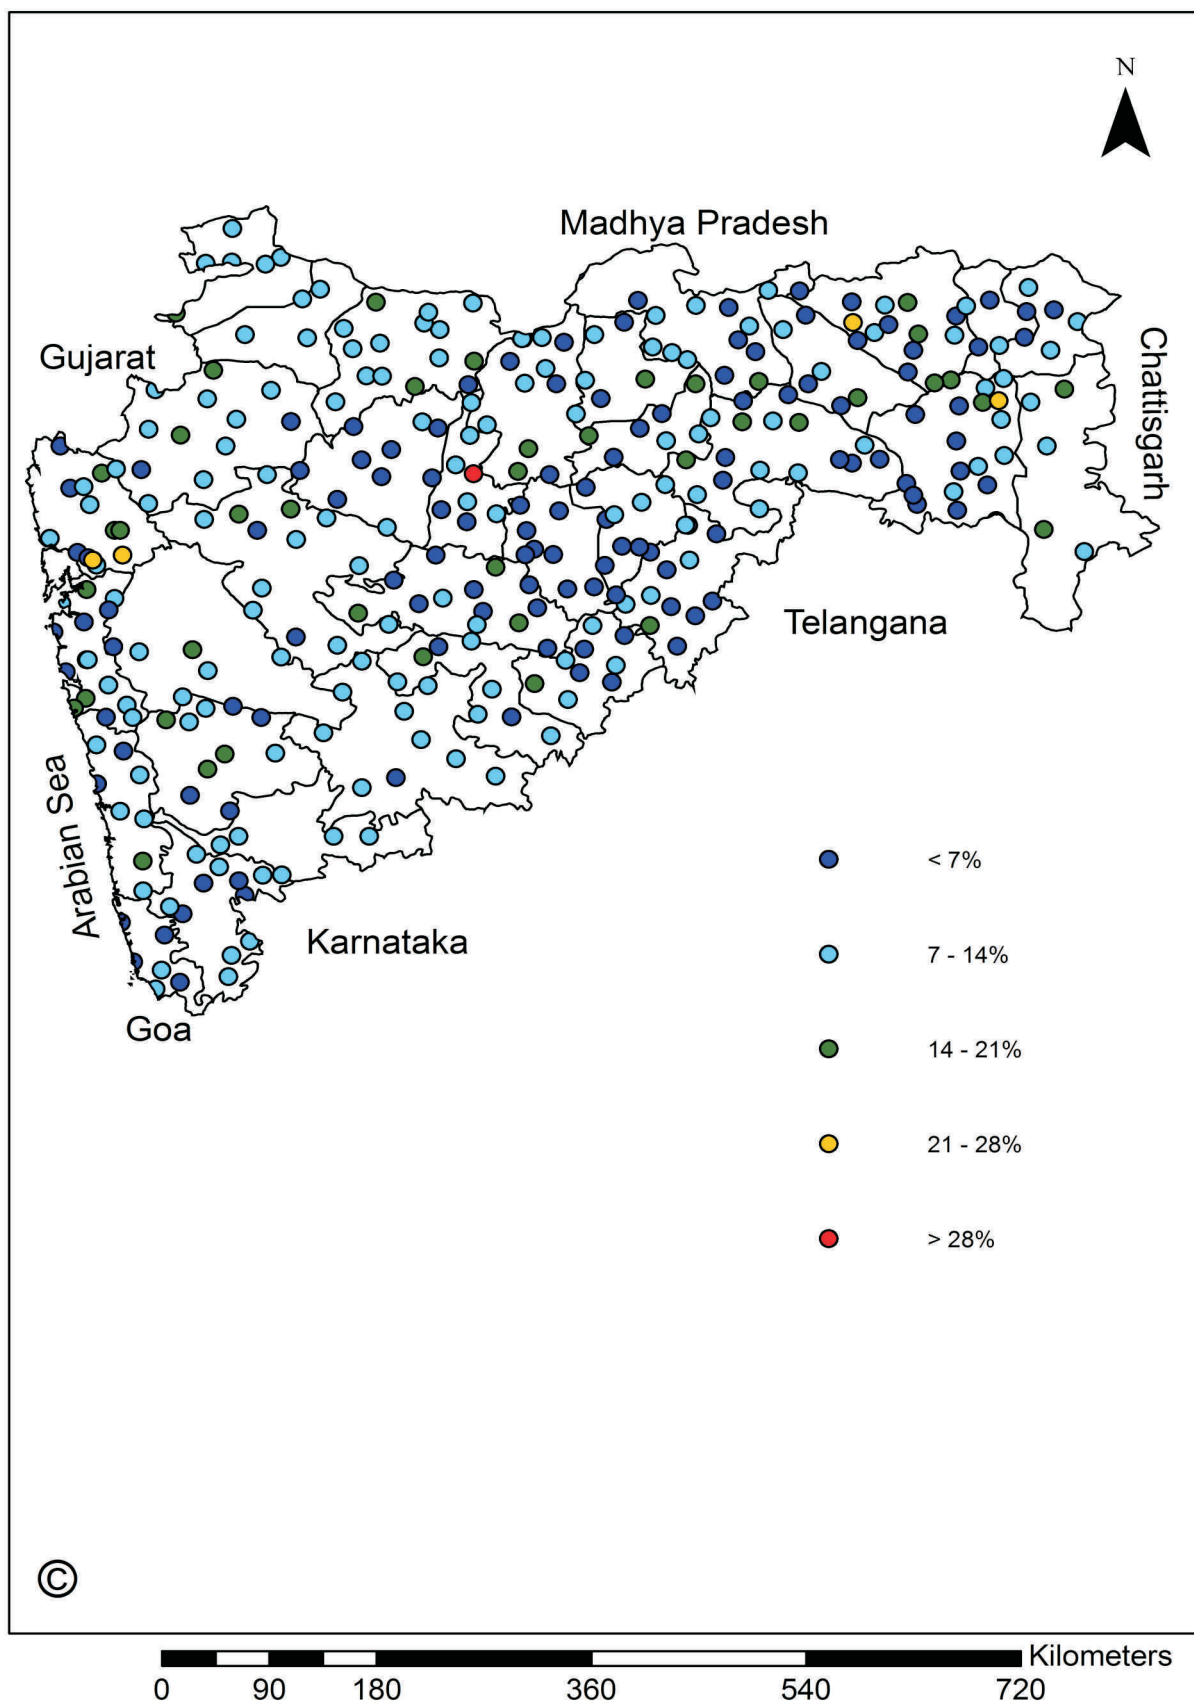 N
Madhya Pradesh
Gujarat
Chattisgarh
Telangana
Arabian Sea
Karnataka
Goa
< 7%
7 - 14%
14 - 21%
21 - 28%
> 28%
©
Kilometers
0 90 180 360 540 720